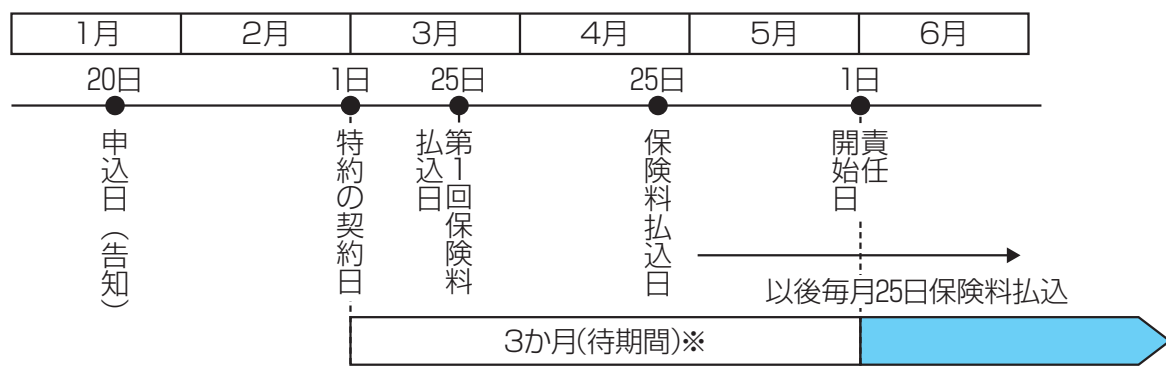 1月 2月 3月 4月 5月 6月
20日 1日 25日 25日 1日
申込日（告知）
特約の契約日
第1回保険料
払込日
保険料払込日
責任
開始日
以後毎月25日保険料払込
3か月(待期間)※